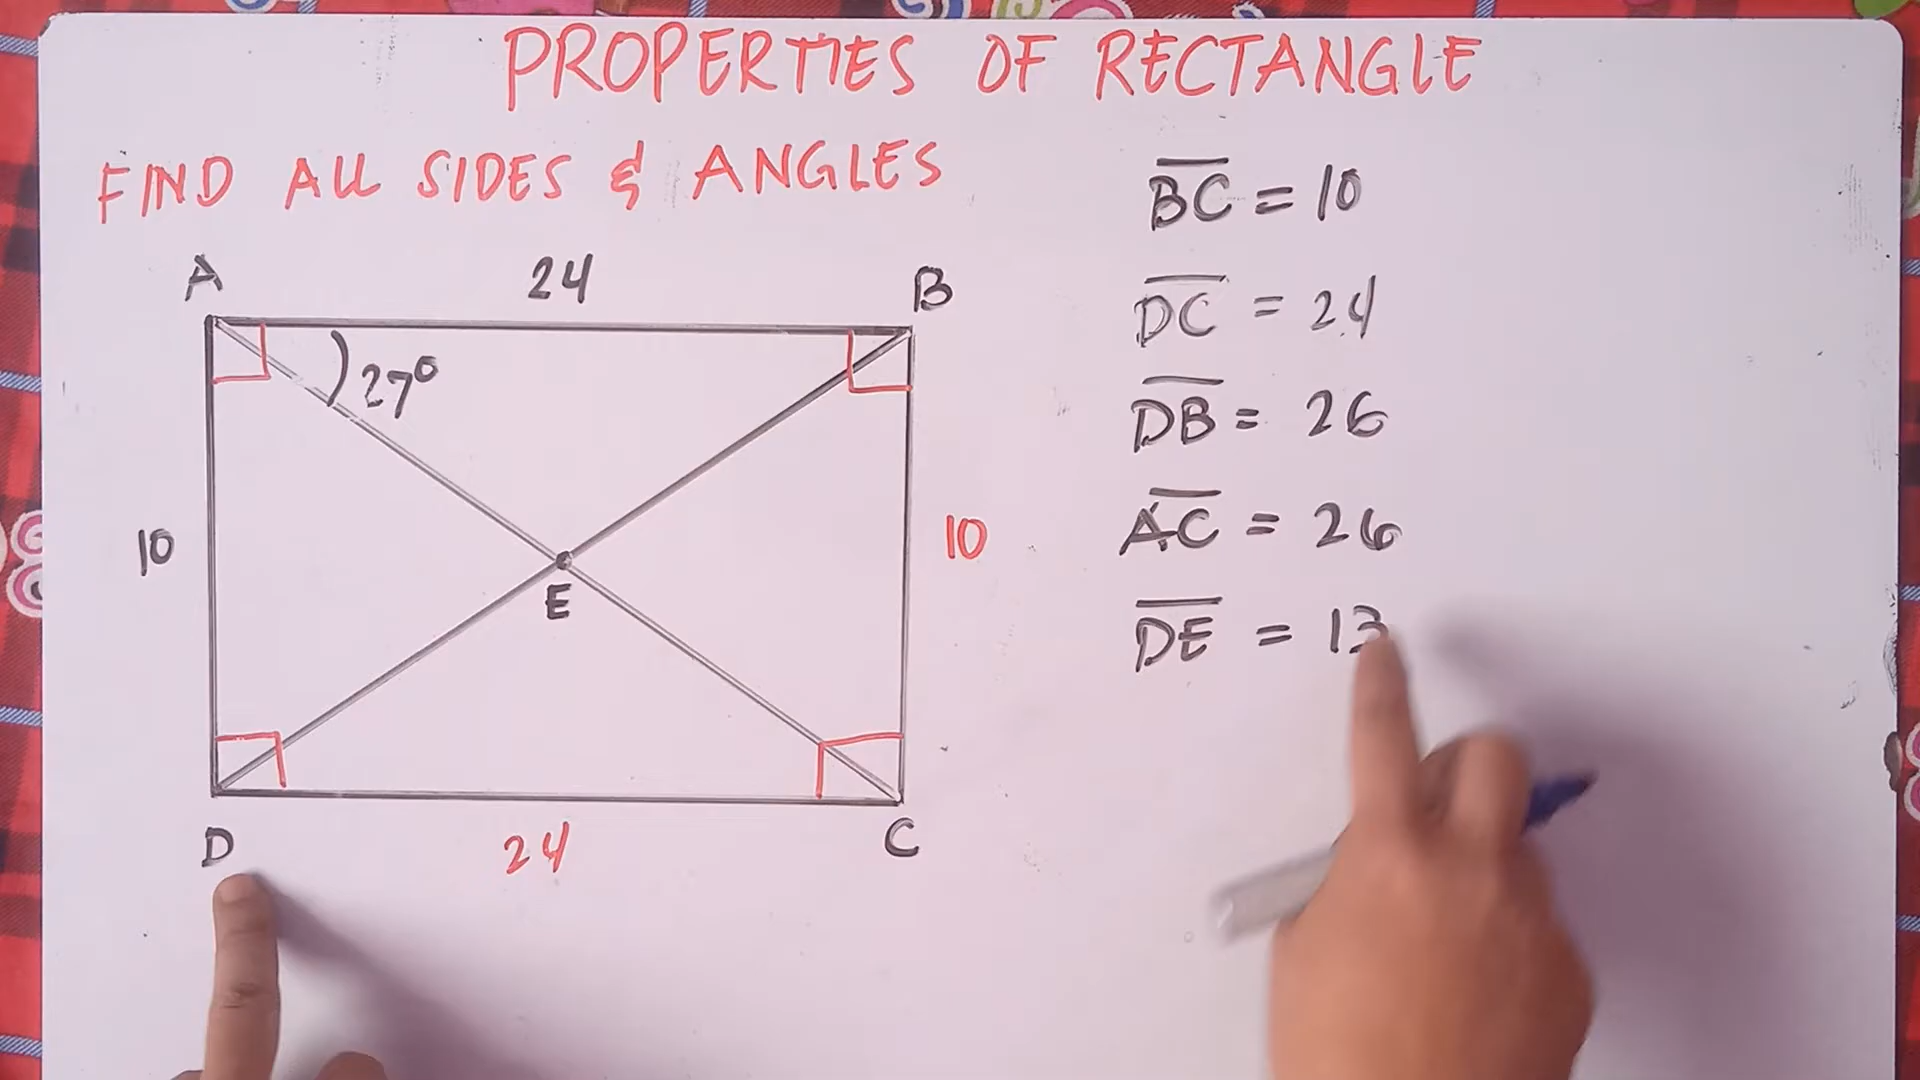 PROPERTIES OF RECTANGLE
FIND ALL SIDES & ANGLES
A
24
B
27°
10
E
10
D
24
C
BC = 10
DC = 24
DB = 26
AC = 26
DE = 13